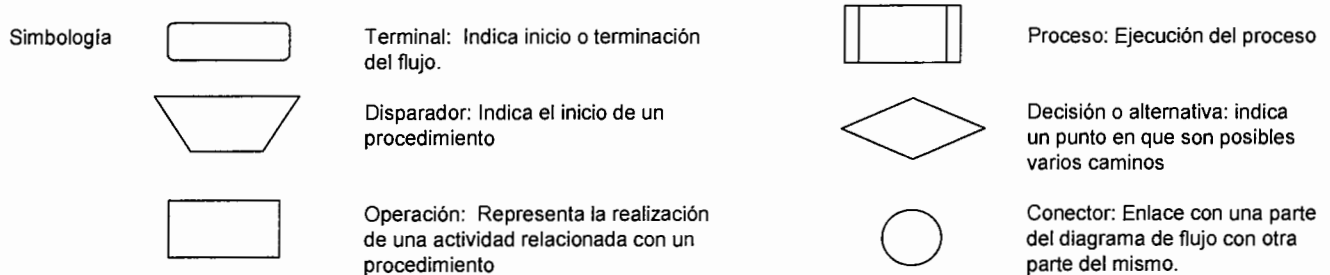 Simbología
Terminal: Indica inicio o terminación
del flujo.
Disparador: Indica el inicio de un
procedimiento
Operación: Representa la realización
de una actividad relacionada con un
procedimiento
Proceso: Ejecución del proceso
Decisión o alternativa: indica
un punto en que son posibles
varios caminos
Conector: Enlace con una parte
del diagrama de flujo con otra
parte del mismo.